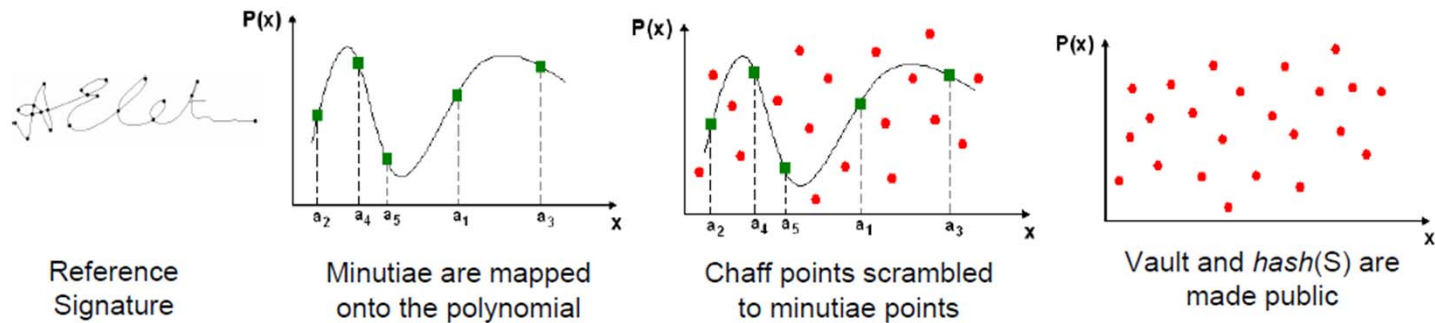 P(x)
a₂ a₄ a₅ a₁ a₃ x
P(x)
a₂ a₄ a₅ a₁ a₃ x
P(x)
x
Reference
Signature
Minutiae are mapped
onto the polynomial
Chaff points scrambled
to minutiae points
Vault and hash(S) are
made public